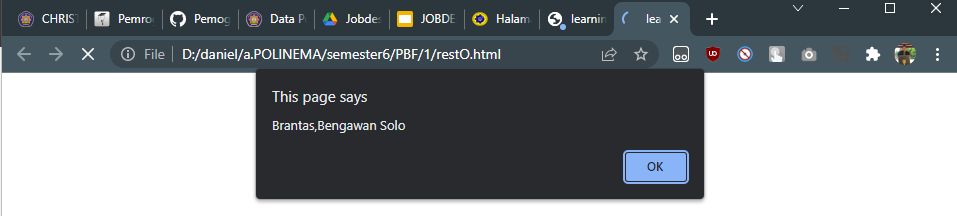 CHRIST Pemro Pemog Data P Jobdes JOBDE Halam learnin lea
File D:/daniel/a.POLINEMA/semester6/PBF/1/restO.html
This page says
Brantas,Bengawan Solo
OK